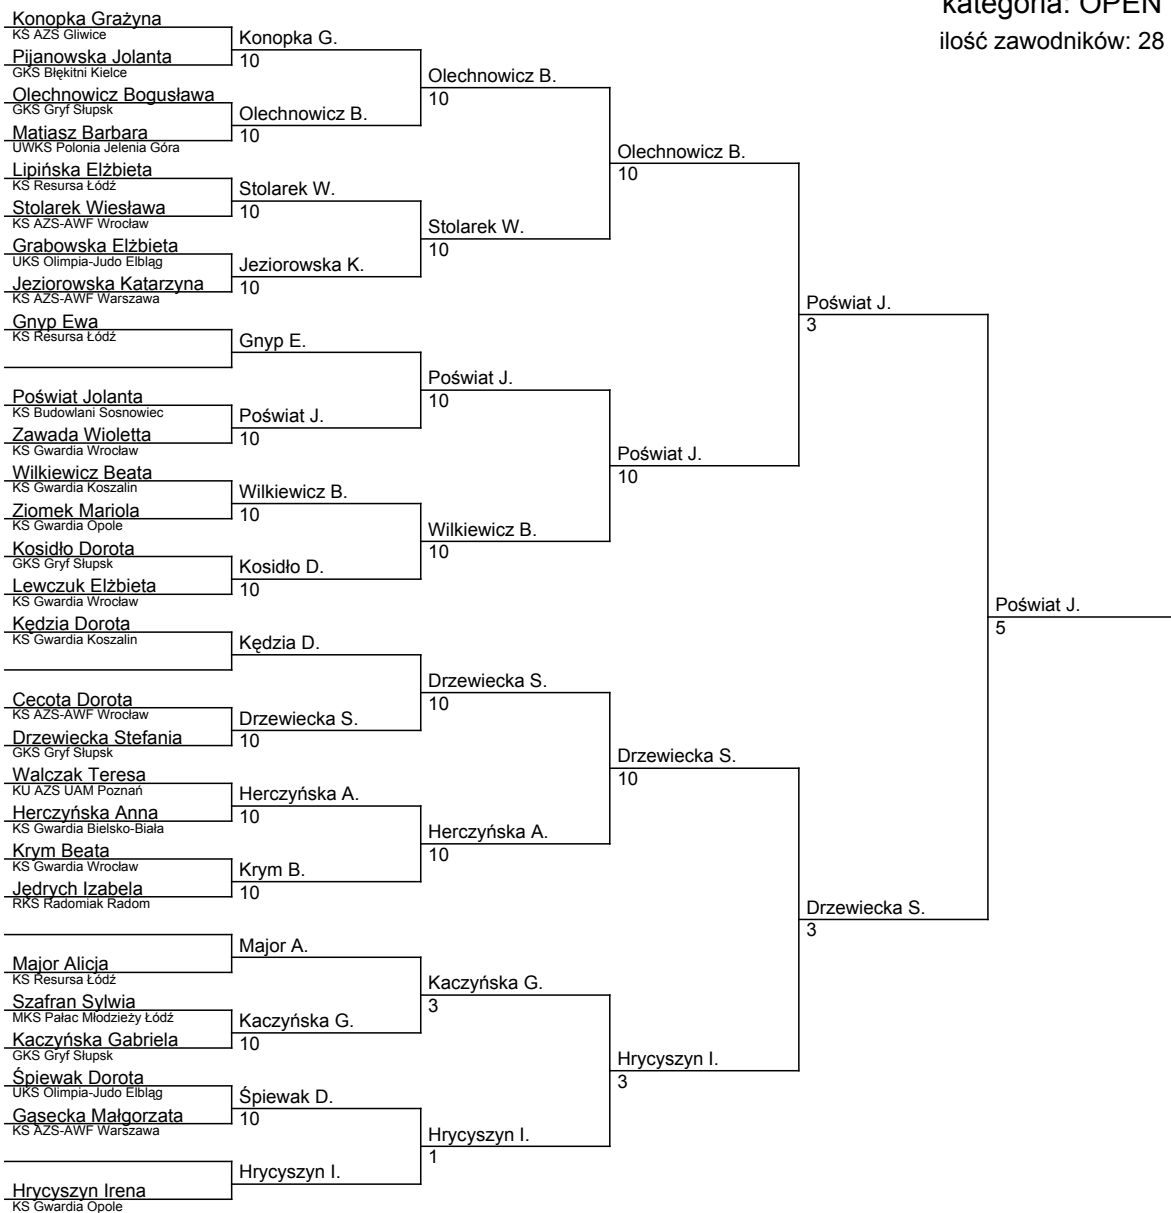 kategoria: OPEN
ilość zawodników: 28
Konopka Grażyna
KS AZS Gliwice
Pijanowska Jolanta
GKS Błękitni Kielce
Olechnowicz Bogusława
GKS Gryf Słupsk
Matiasz Barbara
UWKS Polonia Jelenia Góra
Lipińska Elżbieta
KS Resursa Łódź
Stolarek Wiesława
KS AZS-AWF Wrocław
Grabowska Elżbieta
UKS Olimpia-Judo Elbląg
Jeziorowska Katarzyna
KS AZS-AWF Warszawa
Gnyp Ewa
KS Resursa Łódź
Poświat Jolanta
KS Budowlani Sosnowiec
Zawada Wioletta
KS Gwardia Wrocław
Wilkiewicz Beata
KS Gwardia Koszalin
Ziomek Mariola
KS Gwardia Opole
Kosidło Dorota
GKS Gryf Słupsk
Lewczuk Elżbieta
KS Gwardia Wrocław
Kędzia Dorota
KS Gwardia Koszalin
Cecota Dorota
KS AZS-AWF Wrocław
Drzewiecka Stefania
GKS Gryf Słupsk
Walczak Teresa
KU AZS UAM Poznań
Herczyńska Anna
KS Gwardia Bielsko-Biała
Krym Beata
KS Gwardia Wrocław
Jędrych Izabela
RKS Radomiak Radom
Major Alicja
KS Resursa Łódź
Szafran Sylwia
MKS Pałac Młodzieży Łódź
Kaczyńska Gabriela
GKS Gryf Słupsk
Śpiewak Dorota
UKS Olimpia-Judo Elbląg
Gąsecka Małgorzata
KS AZS-AWF Warszawa
Hrycyszyn Irena
KS Gwardia Opole
Konopka G.
10
Olechnowicz B.
10
Stolarek W.
10
Jeziorowska K.
10
Gnyp E.
Poświat J.
10
Wilkiewicz B.
10
Kosidło D.
10
Kędzia D.
Drzewiecka S.
10
Herczyńska A.
10
Krym B.
10
Major A.
Kaczyńska G.
10
Śpiewak D.
10
Hrycyszyn I.
Olechnowicz B.
10
Stolarek W.
10
Poświat J.
10
Wilkiewicz B.
10
Drzewiecka S.
10
Herczyńska A.
10
Kaczyńska G.
3
Hrycyszyn I.
1
Olechnowicz B.
10
Poświat J.
10
Drzewiecka S.
10
Hrycyszyn I.
3
Poświat J.
3
Drzewiecka S.
3
Poświat J.
5